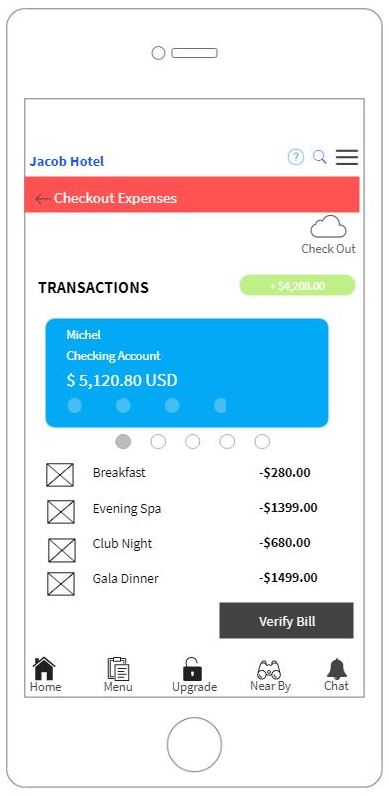 Jacob Hotel
?
Checkout Expenses
Check Out
TRANSACTIONS
+ $4,208.00
Michel
Checking Account
$ 5,120.80 USD
Breakfast -$280.00
Evening Spa -$1399.00
Club Night -$680.00
Gala Dinner -$1499.00
Verify Bill
Home Menu Upgrade Near By Chat